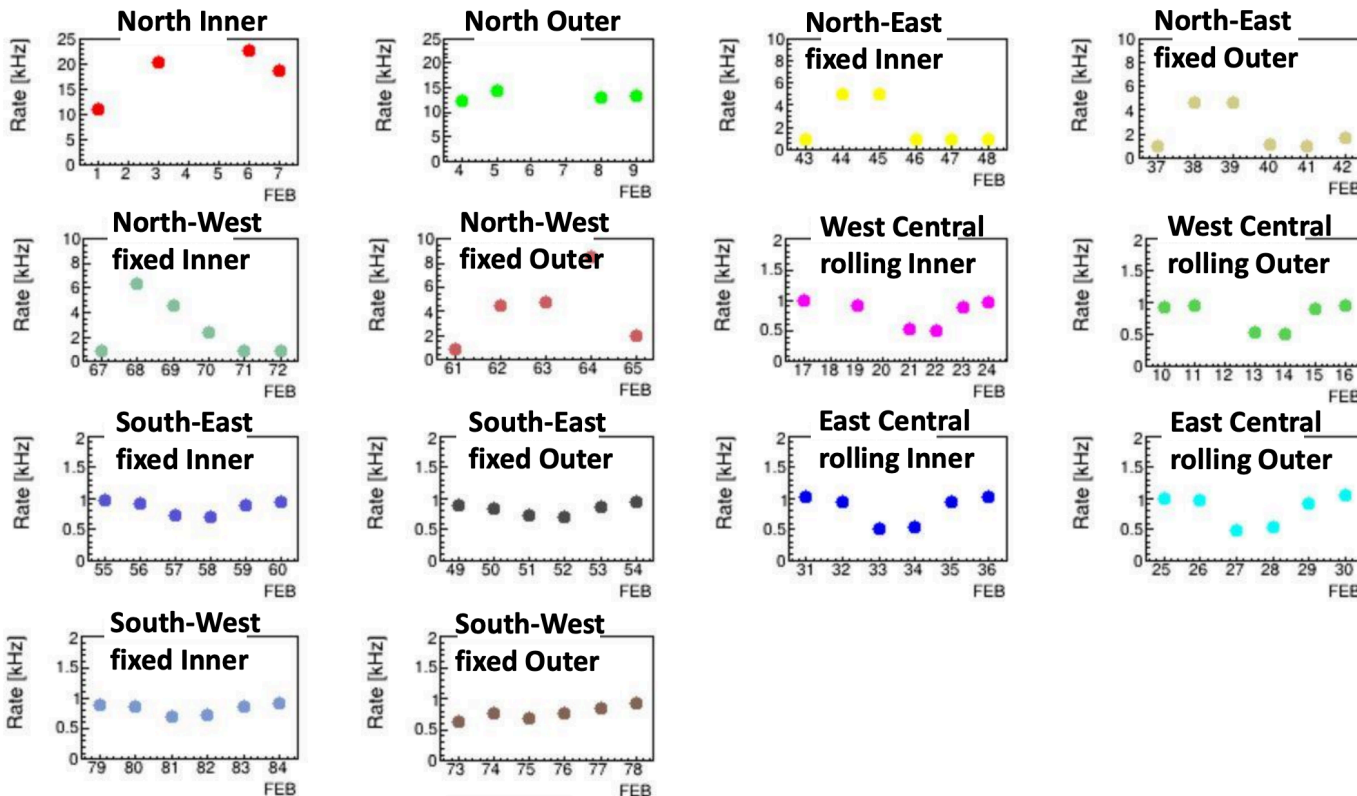 North Inner
Rate [kHz]
25
20
15
10
5
0
1 2 3 4 5 6 7
FEB
North Outer
Rate [kHz]
25
20
15
10
5
0
4 5 6 7 8 9
FEB
North-East
fixed Inner
Rate [kHz]
10
8
6
4
2
0
43 44 45 46 47 48
FEB
North-East
fixed Outer
Rate [kHz]
10
8
6
4
2
0
37 38 39 40 41 42
FEB
North-West
fixed Inner
Rate [kHz]
10
8
6
4
2
0
67 68 69 70 71 72
FEB
North-West
fixed Outer
Rate [kHz]
10
8
6
4
2
0
61 62 63 64 65
FEB
West Central
rolling Inner
Rate [kHz]
2
1.5
1
0.5
0
17 18 19 20 21 22 23 24
FEB
West Central
rolling Outer
Rate [kHz]
2
1.5
1
0.5
0
10 11 12 13 14 15 16
FEB
South-East
fixed Inner
Rate [kHz]
2
1.5
1
0.5
0
55 56 57 58 59 60
FEB
South-East
fixed Outer
Rate [kHz]
2
1.5
1
0.5
0
49 50 51 52 53 54
FEB
East Central
rolling Inner
Rate [kHz]
2
1.5
1
0.5
0
31 32 33 34 35 36
FEB
East Central
rolling Outer
Rate [kHz]
2
1.5
1
0.5
0
25 26 27 28 29 30
FEB
South-West
fixed Inner
Rate [kHz]
2
1.5
1
0.5
0
79 80 81 82 83 84
FEB
South-West
fixed Outer
Rate [kHz]
2
1.5
1
0.5
0
73 74 75 76 77 78
FEB